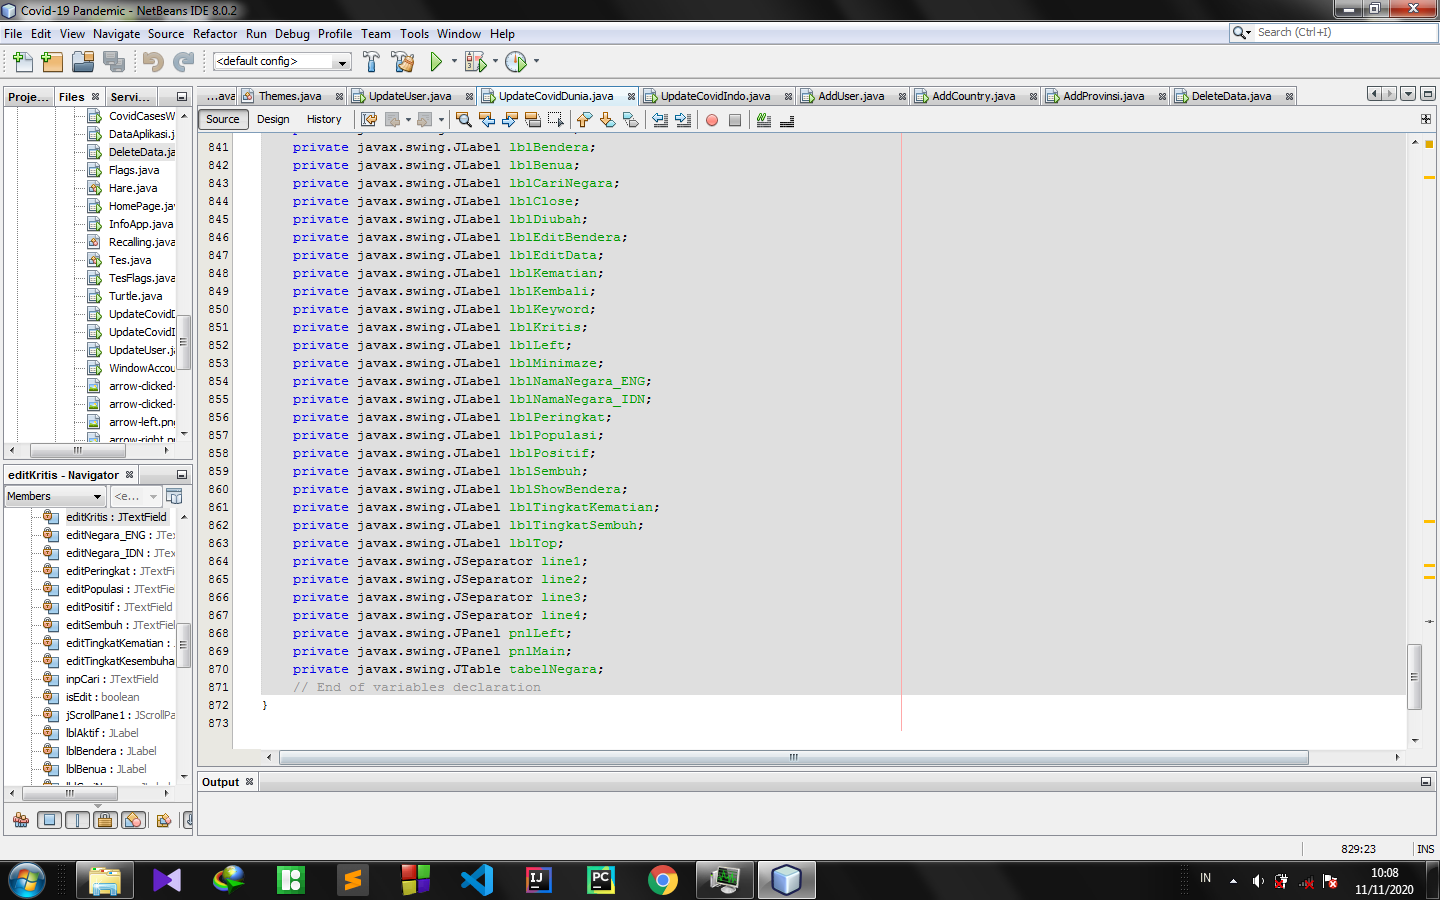 Covid-19 Pandemic - NetBeans IDE 8.0.2
File Edit View Navigate Source Refactor Run Debug Profile Team Tools Window Help
Search (Ctrl+I)
<default config>
Proje... Files Servi...
...ava Themes.java UpdateUser.java UpdateCovidDunia.java UpdateCovidIndo.java AddUser.java AddCountry.java AddProvinsi.java DeleteData.java
Source Design History
CovidCasesW
DataAplikasi.j
DeleteData.ja
Flags.java
Hare.java
HomePage.jav
InfoApp.java
Recalling.java
Tes.java
TesFlags.java
Turtle.java
UpdateCovidD
UpdateCovidI
UpdateUser.ja
WindowAccou
arrow-clicked-
arrow-clicked-
arrow-left.png
arrow-right.pn
editKritis - Navigator
Members <e...
editKritis : JTextField
editNegara_ENG : JTex
editNegara_IDN : JTex
editPeringkat : JTextFi
editPopulasi : JTextFie
editPositif : JTextField
editSembuh : JTextFiel
editTingkatKematian : J
editTingkatKesembuha
inpCari : JTextField
isEdit : boolean
jScrollPane1 : JScrollPa
lblAktif : JLabel
lblBendera : JLabel
lblBenua : JLabel
841 private javax.swing.JLabel lblBendera;
842 private javax.swing.JLabel lblBenua;
843 private javax.swing.JLabel lblCariNegara;
844 private javax.swing.JLabel lblClose;
845 private javax.swing.JLabel lblDiubah;
846 private javax.swing.JLabel lblEditBendera;
847 private javax.swing.JLabel lblEditData;
848 private javax.swing.JLabel lblKematian;
849 private javax.swing.JLabel lblKembali;
850 private javax.swing.JLabel lblKeyword;
851 private javax.swing.JLabel lblKritis;
852 private javax.swing.JLabel lblLeft;
853 private javax.swing.JLabel lblMinimaze;
854 private javax.swing.JLabel lblNamaNegara_ENG;
855 private javax.swing.JLabel lblNamaNegara_IDN;
856 private javax.swing.JLabel lblPeringkat;
857 private javax.swing.JLabel lblPopulasi;
858 private javax.swing.JLabel lblPositif;
859 private javax.swing.JLabel lblSembuh;
860 private javax.swing.JLabel lblShowBendera;
861 private javax.swing.JLabel lblTingkatKematian;
862 private javax.swing.JLabel lblTingkatSembuh;
863 private javax.swing.JLabel lblTop;
864 private javax.swing.JSeparator line1;
865 private javax.swing.JSeparator line2;
866 private javax.swing.JSeparator line3;
867 private javax.swing.JSeparator line4;
868 private javax.swing.JPanel pnlLeft;
869 private javax.swing.JPanel pnlMain;
870 private javax.swing.JTable tabelNegara;
871 // End of variables declaration
872 }
873
Output
829:23 INS
IJ
PC
IN
10:08
11/11/2020